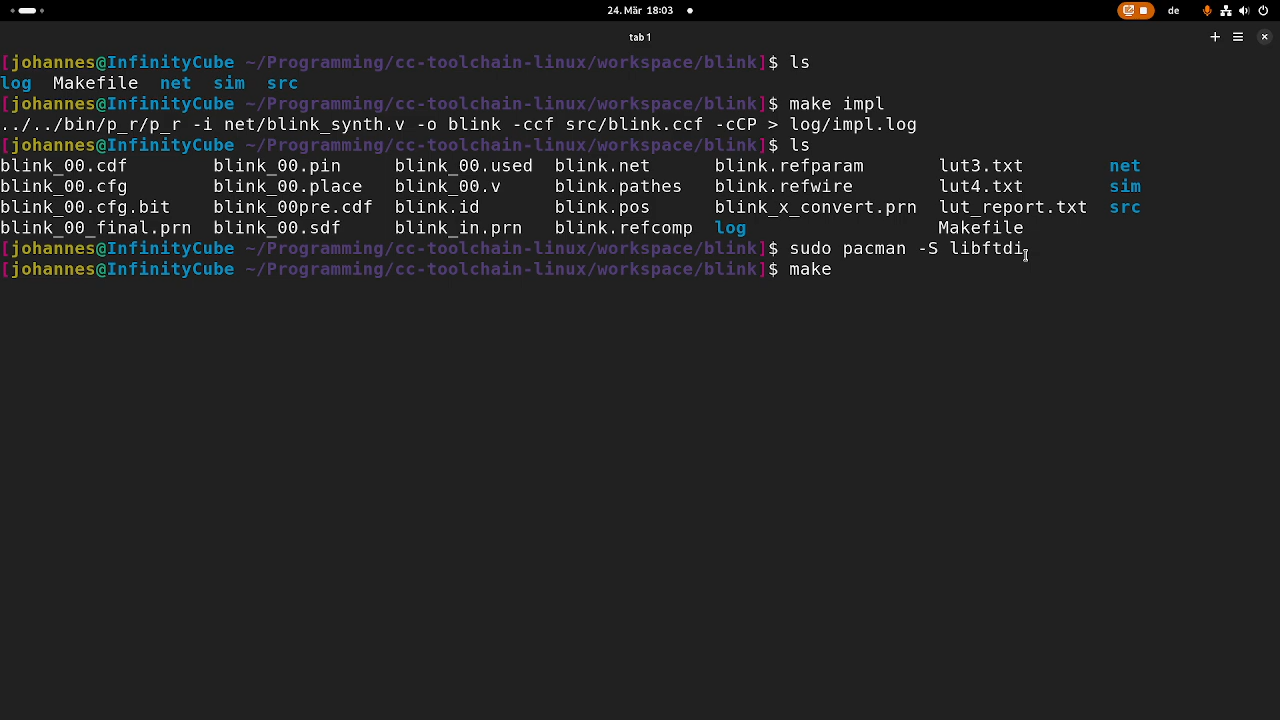 24. Mär 18:03
de
tab 1
[johannes@InfinityCube ~/Programming/cc-toolchain-linux/workspace/blink]$ ls
log Makefile net sim src
[johannes@InfinityCube ~/Programming/cc-toolchain-linux/workspace/blink]$ make impl
../../bin/p_r/p_r -i net/blink_synth.v -o blink -ccf src/blink.ccf -cCP > log/impl.log
[johannes@InfinityCube ~/Programming/cc-toolchain-linux/workspace/blink]$ ls
blink_00.cdf blink_00.pin blink_00.used blink.net blink.refparam lut3.txt net
blink_00.cfg blink_00.place blink_00.v blink.pathes blink.refwire lut4.txt sim
blink_00.cfg.bit blink_00pre.cdf blink.id blink.pos blink_x_convert.prn lut_report.txt src
blink_00_final.prn blink_00.sdf blink_in.prn blink.refcomp log Makefile
[johannes@InfinityCube ~/Programming/cc-toolchain-linux/workspace/blink]$ sudo pacman -S libftdi
[johannes@InfinityCube ~/Programming/cc-toolchain-linux/workspace/blink]$ make